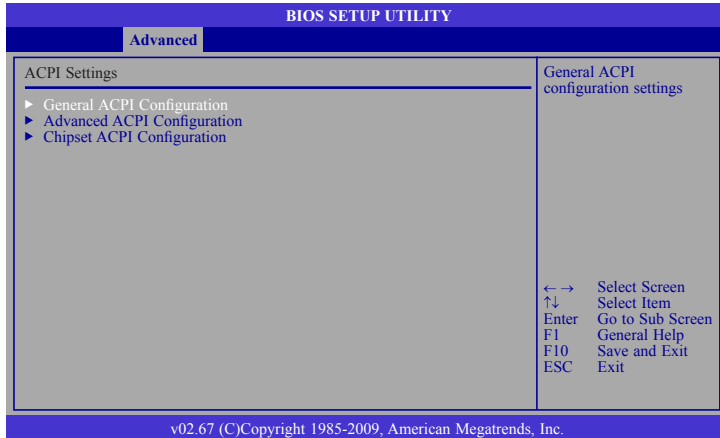 BIOS SETUP UTILITY
Advanced
ACPI Settings
▶ General ACPI Configuration
▶ Advanced ACPI Configuration
▶ Chipset ACPI Configuration
General ACPI
configuration settings
←→ Select Screen
↑↓ Select Item
Enter Go to Sub Screen
F1 General Help
F10 Save and Exit
ESC Exit
v02.67 (C)Copyright 1985-2009, American Megatrends, Inc.